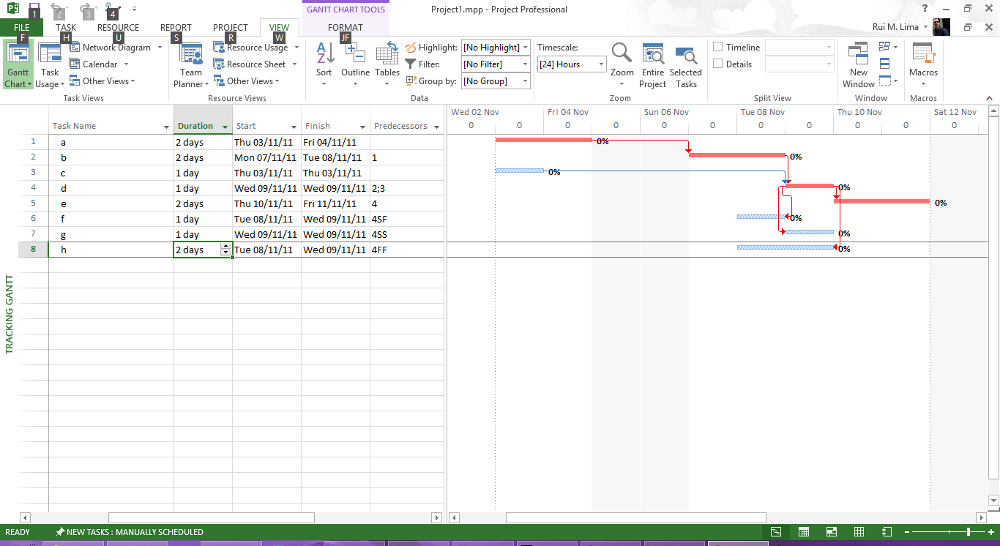 1 2 3 4
GANTT CHART TOOLS
Project1.mpp - Project Professional
?
FILE TASK RESOURCE REPORT PROJECT VIEW FORMAT
Rui M. Lima
F H U S R W JF
Gantt Chart
Task Usage
Network Diagram
Calendar
Other Views
Task Views
Team Planner
Resource Usage
Resource Sheet
Other Views
Resource Views
Sort
Outline
Tables
Highlight: [No Highlight]
Filter: [No Filter]
Group by: [No Group]
Data
Timescale:
[24] Hours
Zoom
Entire Project
Selected Tasks
Zoom
Timeline
Details
Split View
New Window
Window
Macros
Macros
Task Name Duration Start Finish Predecessors
1 a 2 days Thu 03/11/11 Fri 04/11/11
2 b 2 days Mon 07/11/11 Tue 08/11/11 1
3 c 1 day Thu 03/11/11 Thu 03/11/11
4 d 1 day Wed 09/11/11 Wed 09/11/11 2;3
5 e 2 days Thu 10/11/11 Fri 11/11/11 4
6 f 1 day Tue 08/11/11 Wed 09/11/11 4SF
7 g 1 day Wed 09/11/11 Wed 09/11/11 4SS
8 h 2 days Tue 08/11/11 Wed 09/11/11 4FF
Wed 02 Nov Fri 04 Nov Sun 06 Nov Tue 08 Nov Thu 10 Nov Sat 12 Nov
0 0 0 0 0 0 0 0 0 0 0
0%
0%
0%
0%
0%
0%
0%
0%
TRACKING GANTT
READY NEW TASKS : MANUALLY SCHEDULED